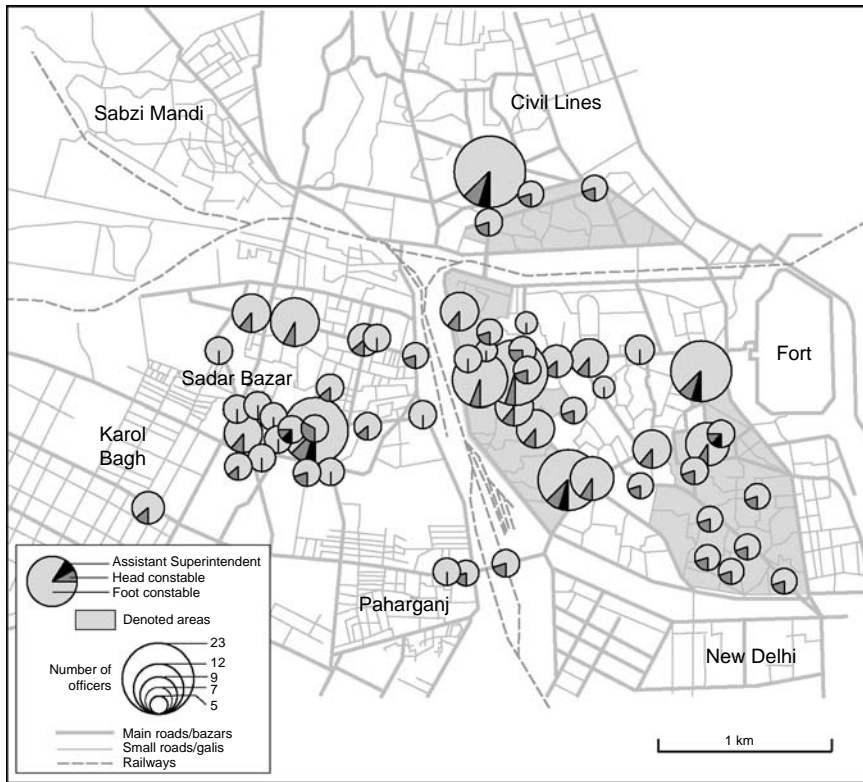 Civil Lines
Sabzi Mandi
Fort
Sadar Bazar
Karol
Bagh
Paharganj
New Delhi
Assistant Superintendent
Head constable
Foot constable
Denoted areas
Number of
officers
23
12
9
7
5
Main roads/bazars
Small roads/galis
Railways
1 km